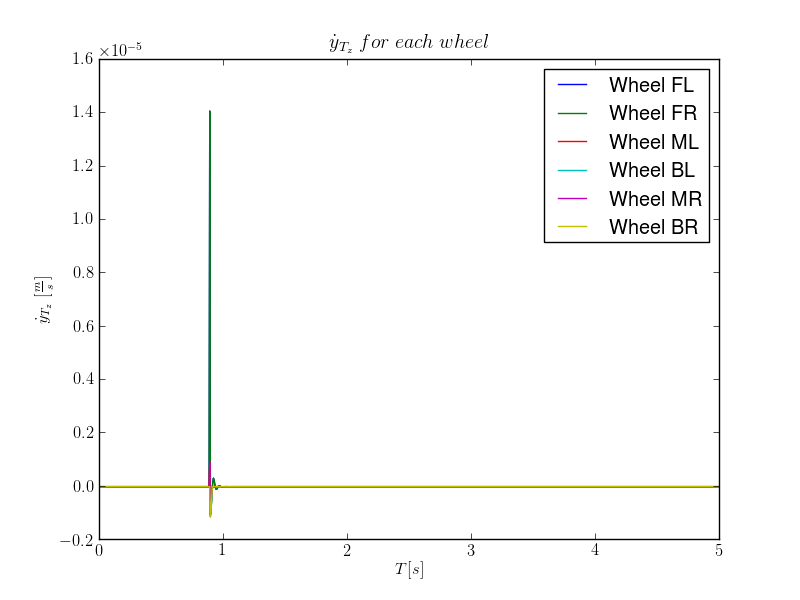 ẏ_{T_z} for each wheel
×10⁻⁵
1.6
1.4
1.2
1.0
0.8
0.6
0.4
0.2
0.0
−0.2
ẏ_{T_z} [m/s]
Wheel FL
Wheel FR
Wheel ML
Wheel BL
Wheel MR
Wheel BR
0 1 2 3 4 5
T[s]